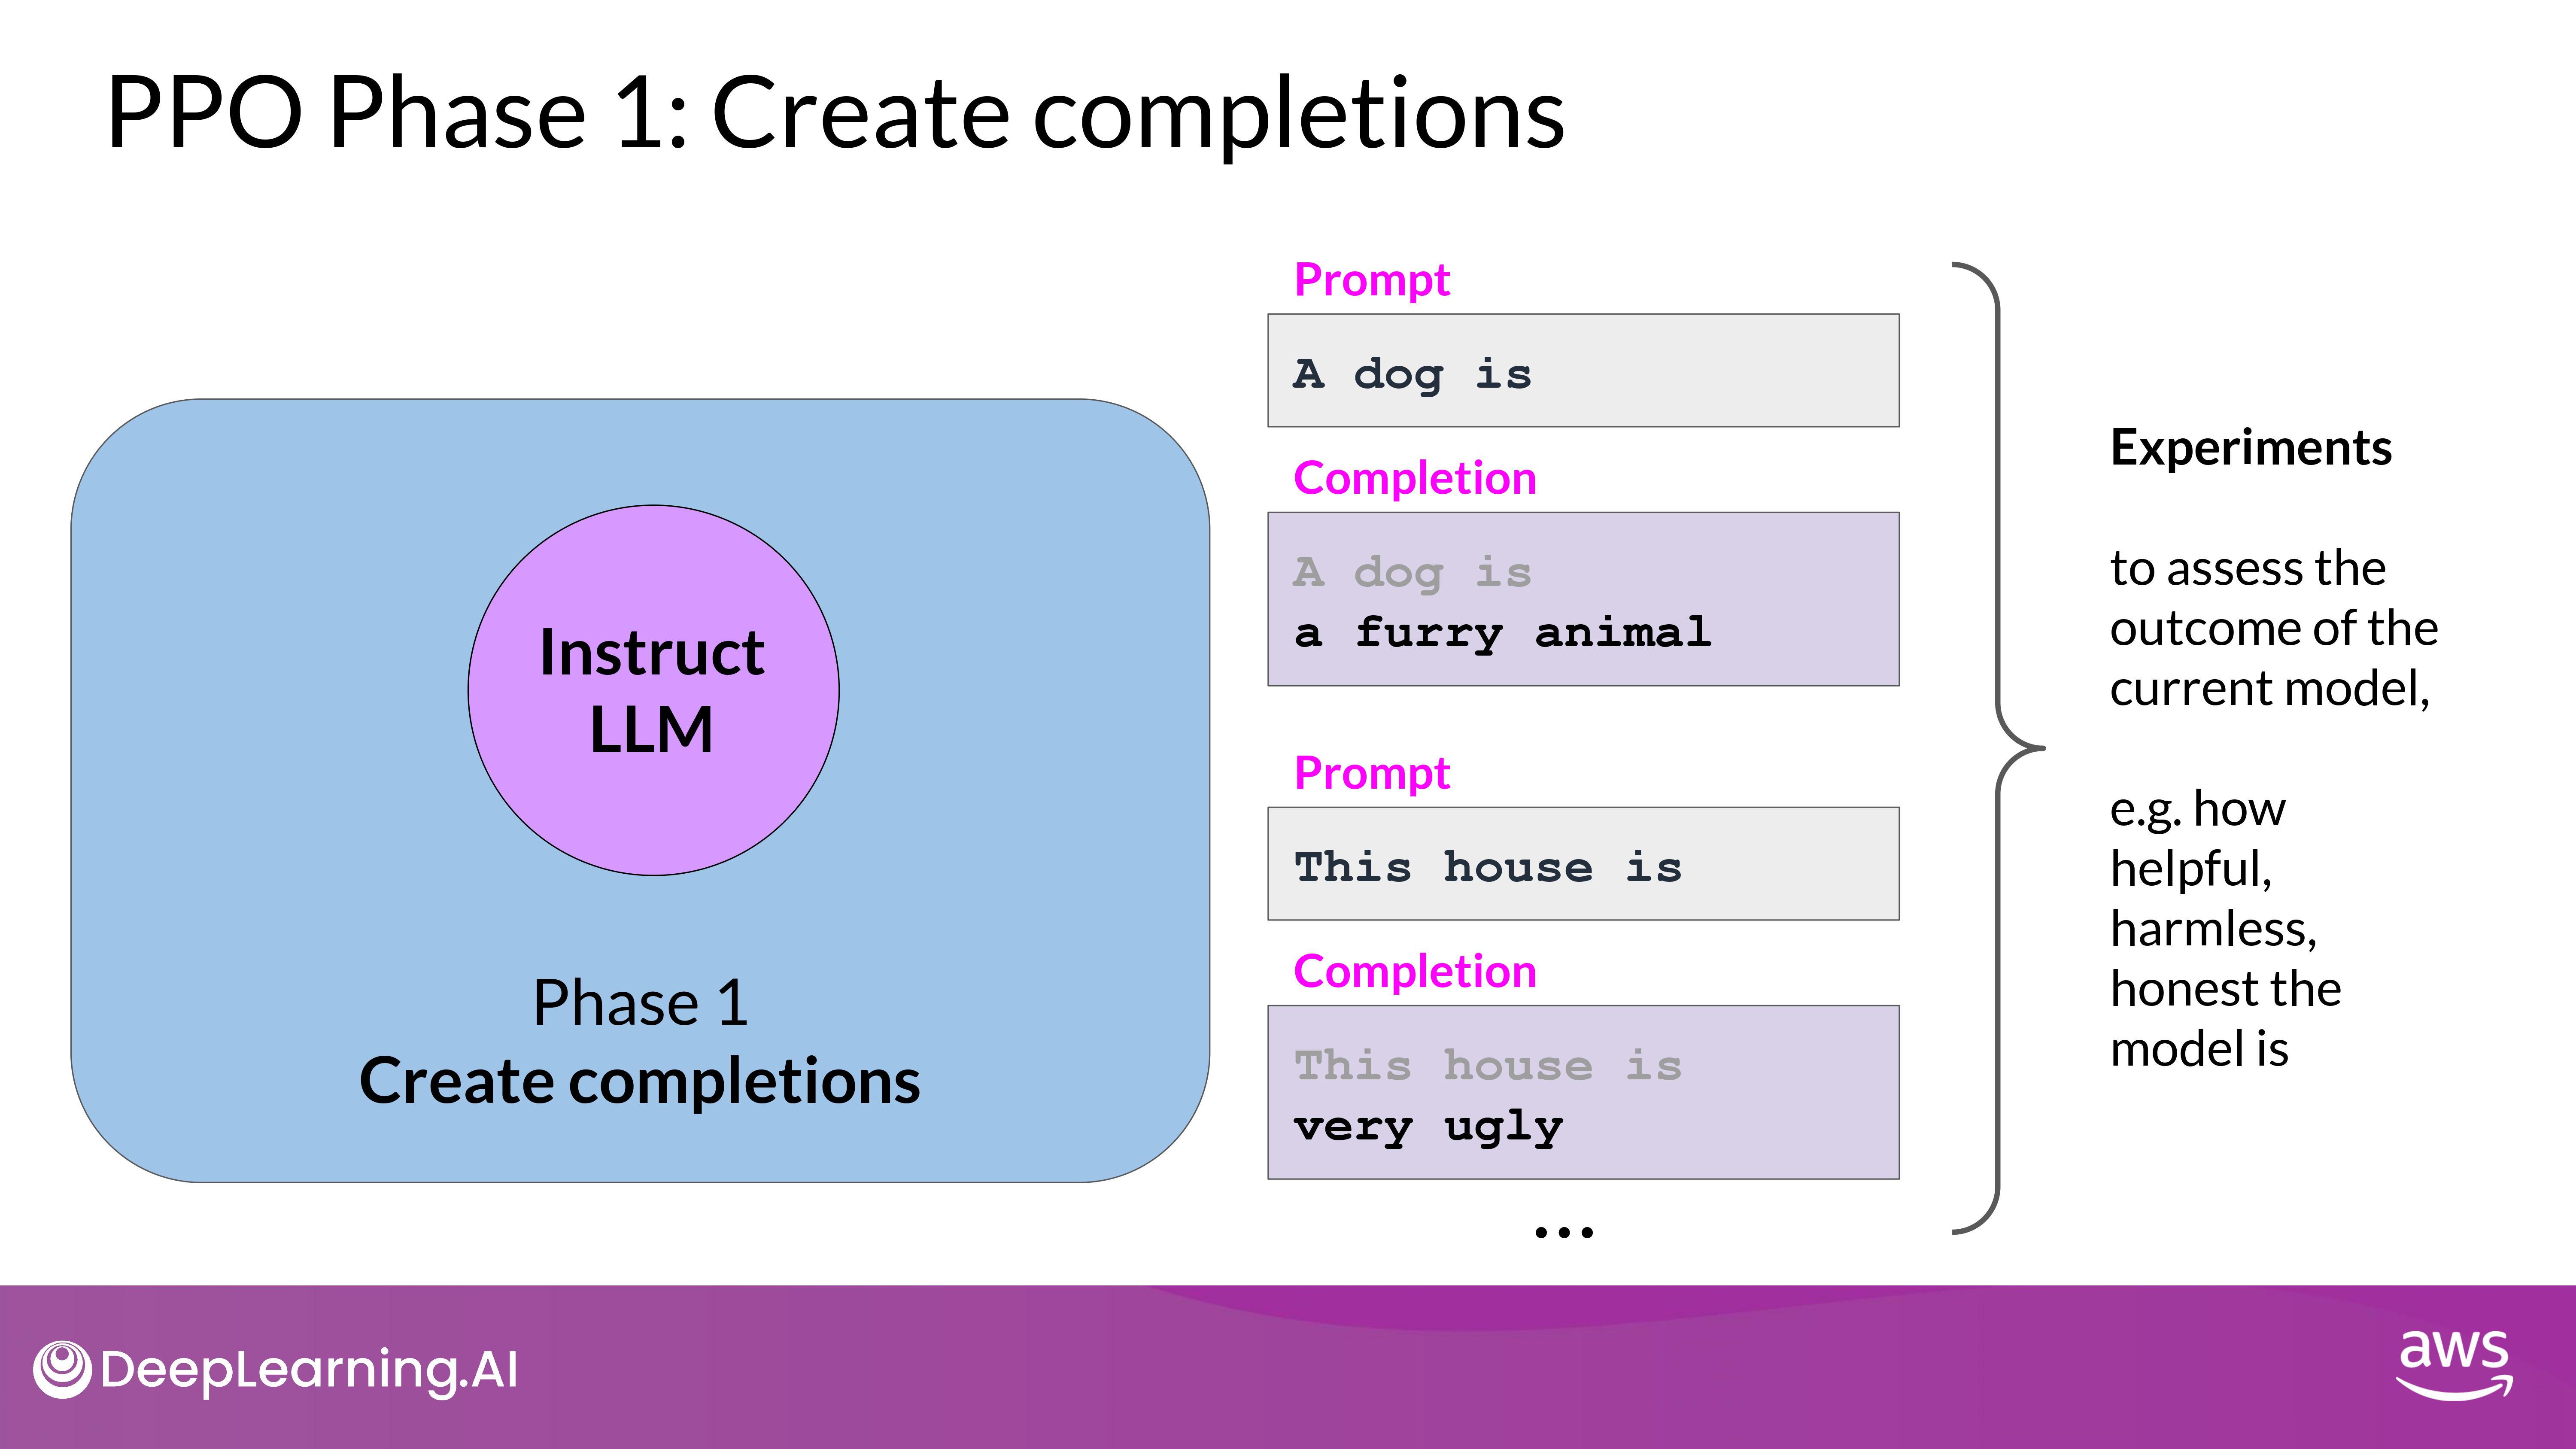 PPO Phase 1: Create completions
Instruct
LLM
Phase 1
Create completions
Prompt
A dog is
Completion
A dog is
a furry animal
Prompt
This house is
Completion
This house is
very ugly
...
Experiments
to assess the
outcome of the
current model,
e.g. how
helpful,
harmless,
honest the
model is
DeepLearning.AI
aws